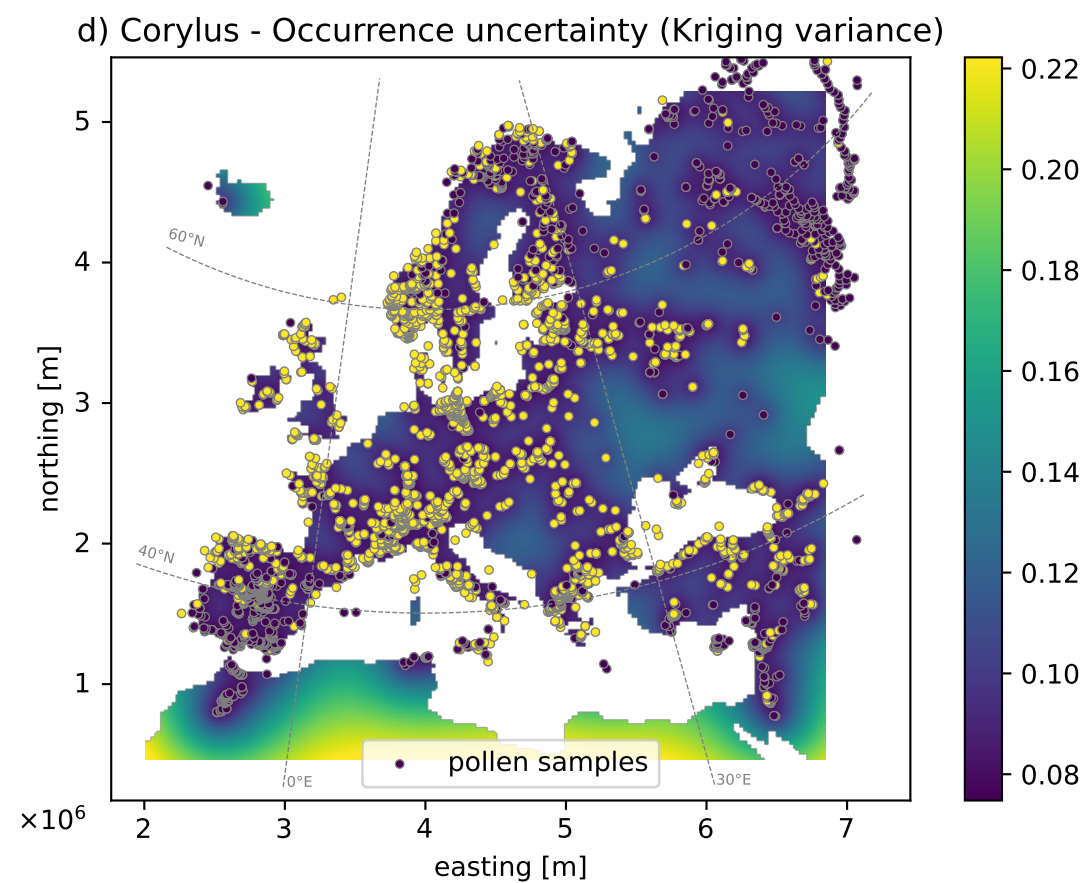 d) Corylus - Occurrence uncertainty (Kriging variance)
0.22
0.20
0.18
0.16
0.14
0.12
0.10
0.08
northing [m]
5
4
3
2
1
60°N
40°N
0°E
30°E
pollen samples
×10⁶
2 3 4 5 6 7
easting [m]